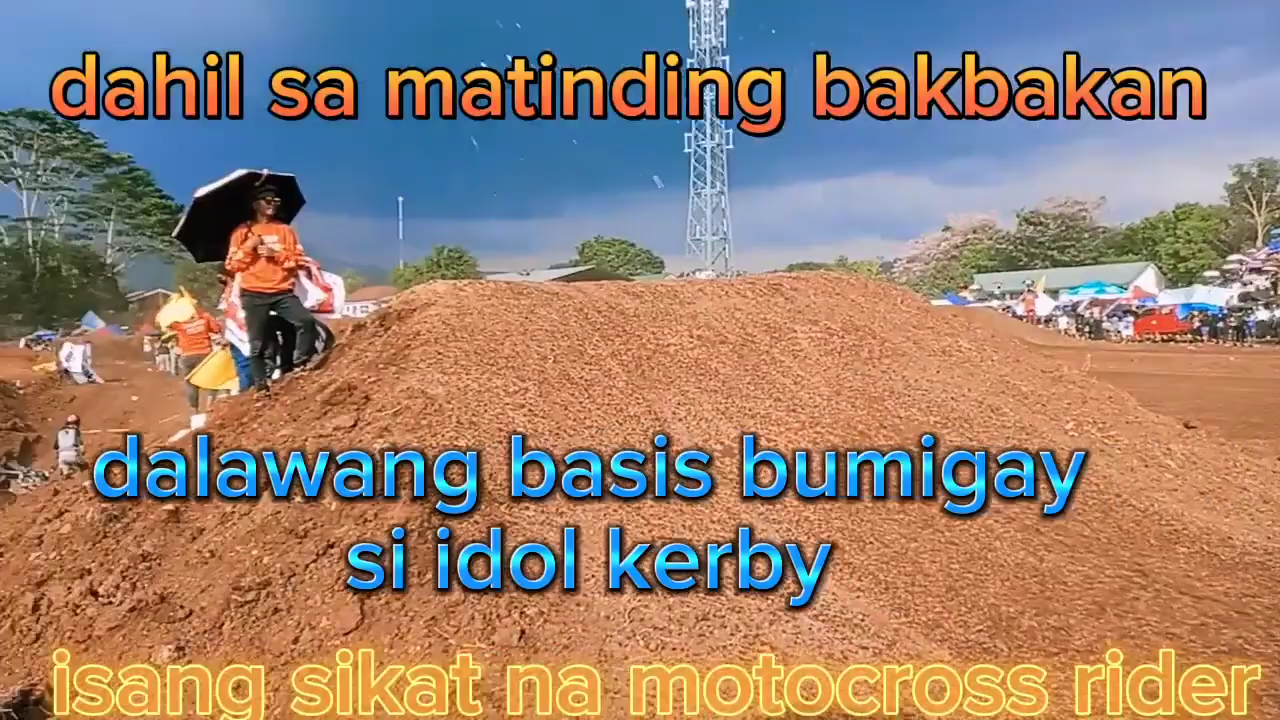 dahil sa matinding bakbakan
dalawang basis bumigay
si idol kerby
isang sikat na motocross rider